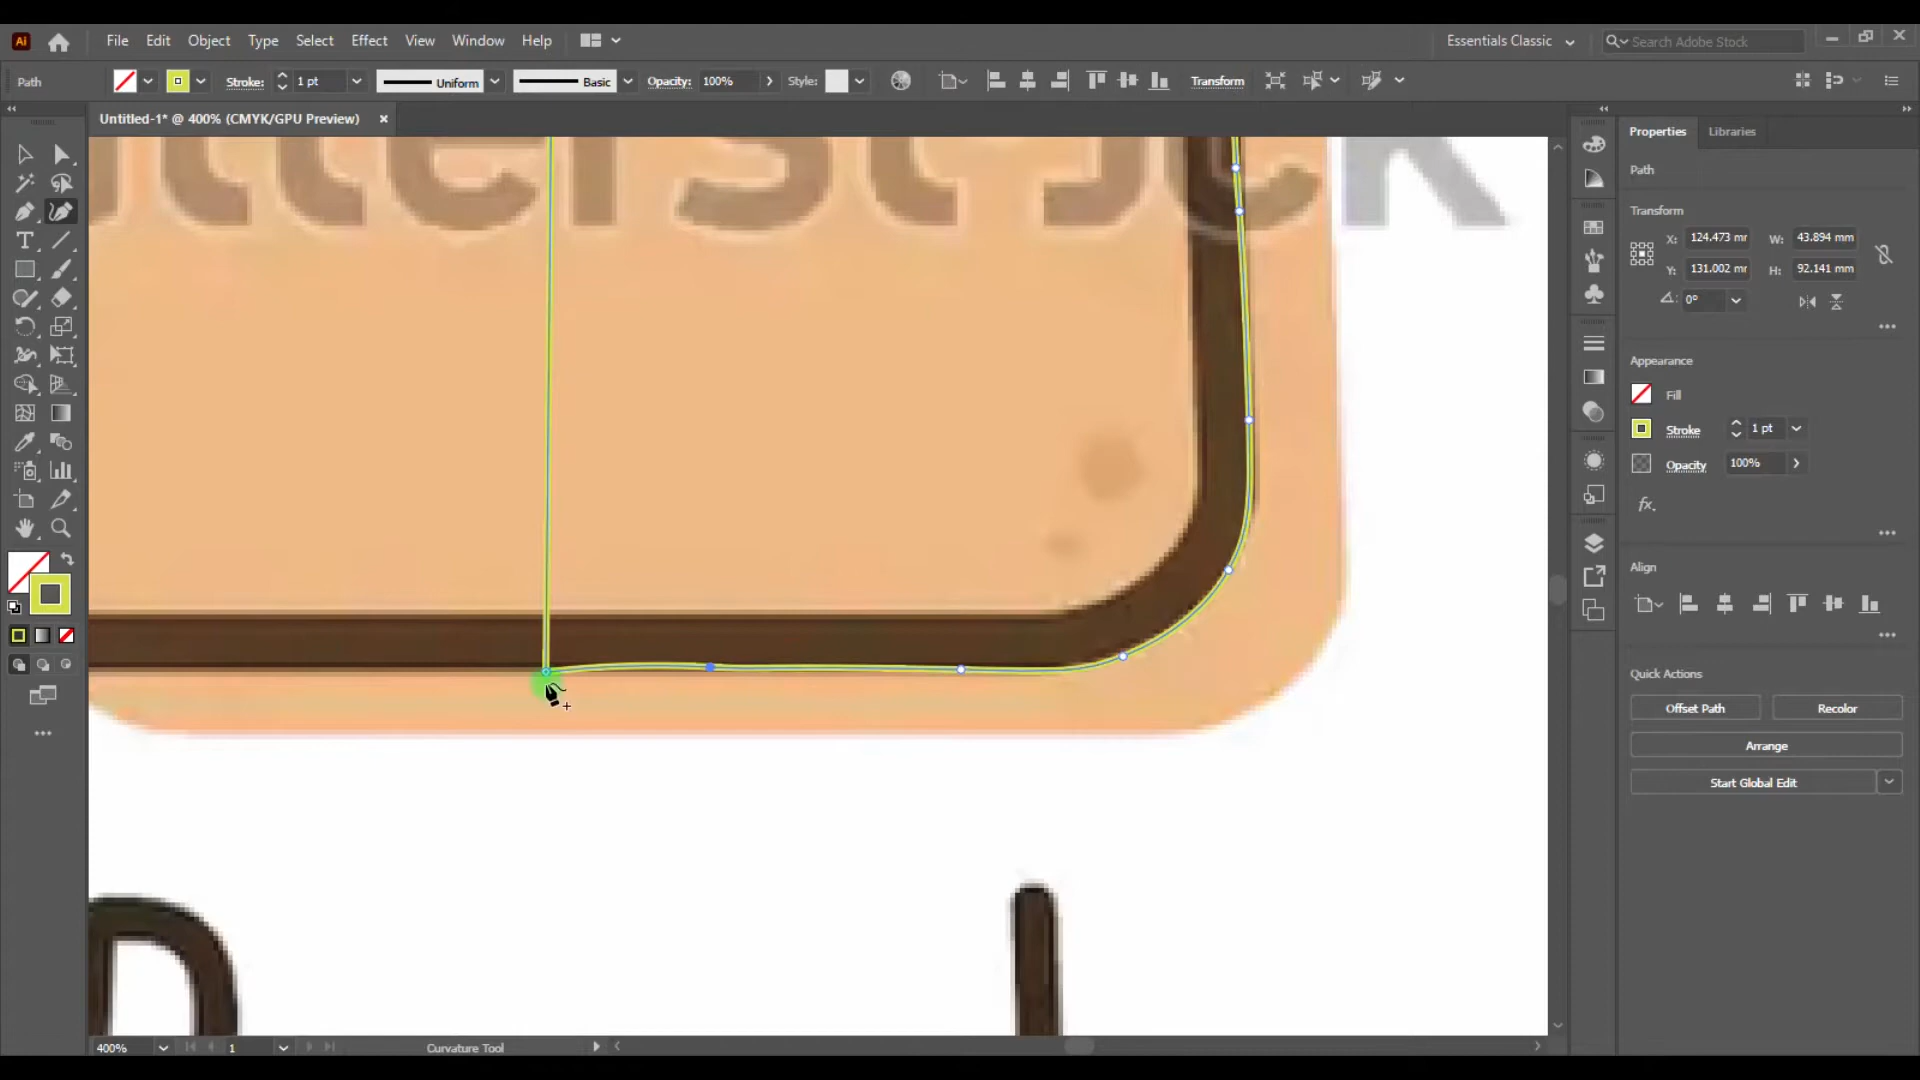 Ai File Edit Object Type Select Effect View Window Help Essentials Classic Search Adobe Stock
Path Stroke: 1 pt Uniform Basic Opacity: 100% Style: Transform
Untitled-1* @ 400% (CMYK/GPU Preview)
Properties Libraries
Path
Transform
X: 124.473 mr W: 43.894 mm
Y: 131.002 mr H: 92.141 mm
0°
Appearance
Fill
Stroke 1 pt
Opacity 100%
fx.
Align
Quick Actions
Offset Path Recolor
Arrange
Start Global Edit
400% 1 Curvature Tool